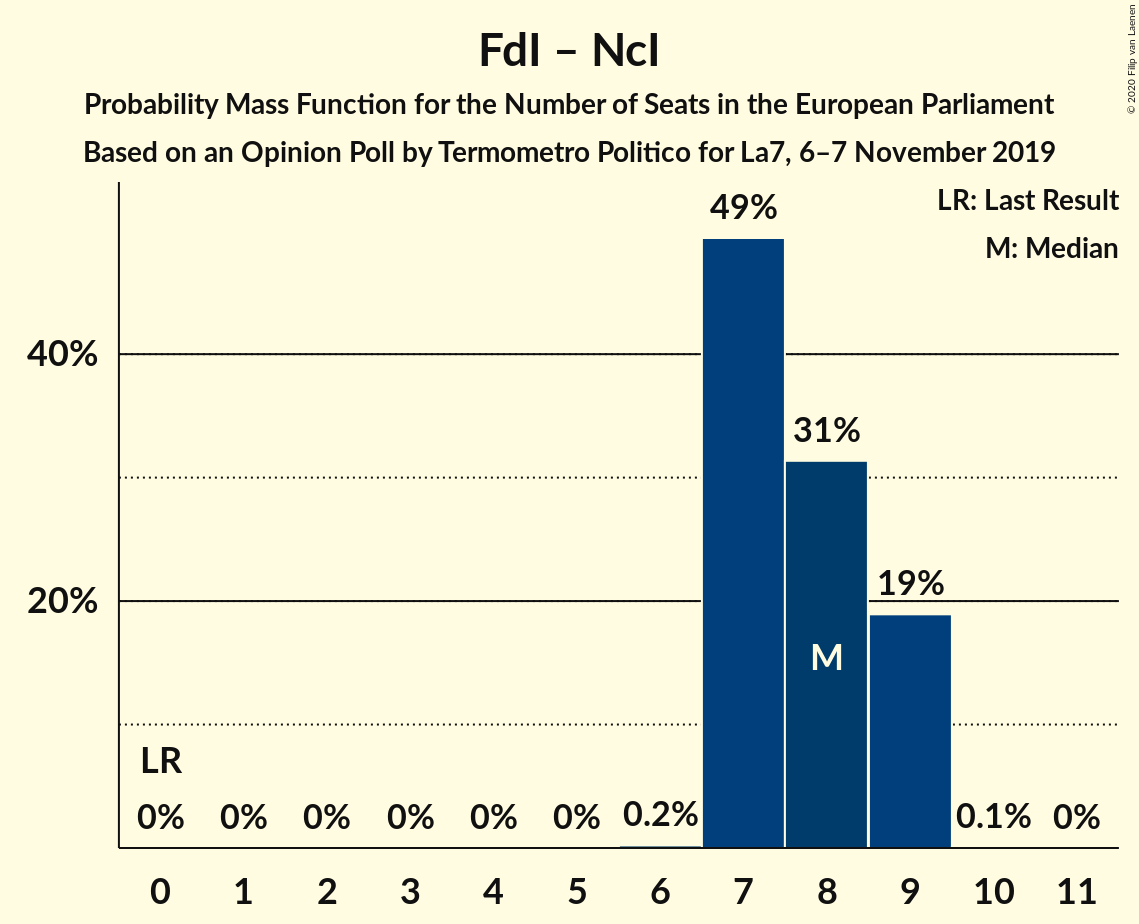 FdI – NcI
Probability Mass Function for the Number of Seats in the European Parliament
Based on an Opinion Poll by Termometro Politico for La7, 6–7 November 2019
© 2020 Filip van Laenen
LR: Last Result
M: Median
49%
40%
31%
20%
19%
M
LR
0% 0% 0% 0% 0% 0% 0.2% 0.1% 0%
0 1 2 3 4 5 6 7 8 9 10 11